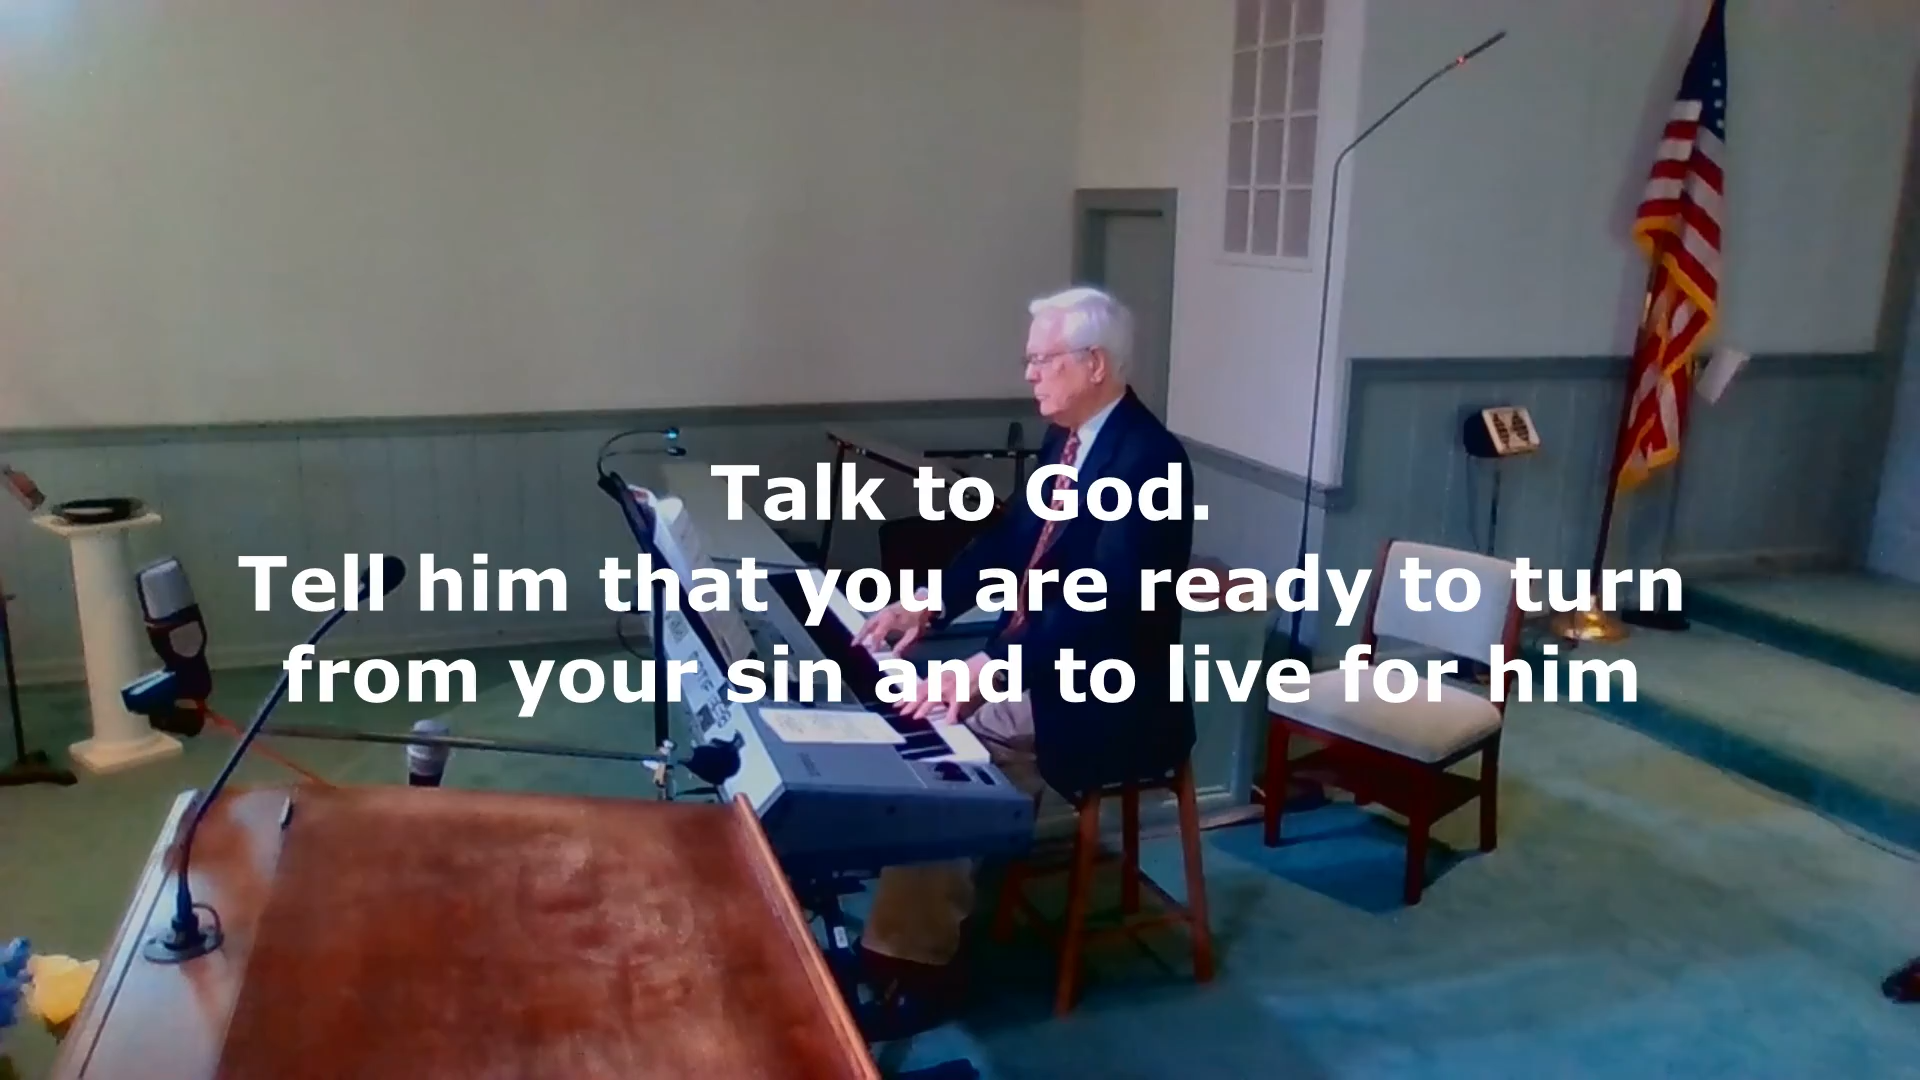 Talk to God.
Tell him that you are ready to turn
from your sin and to live for him